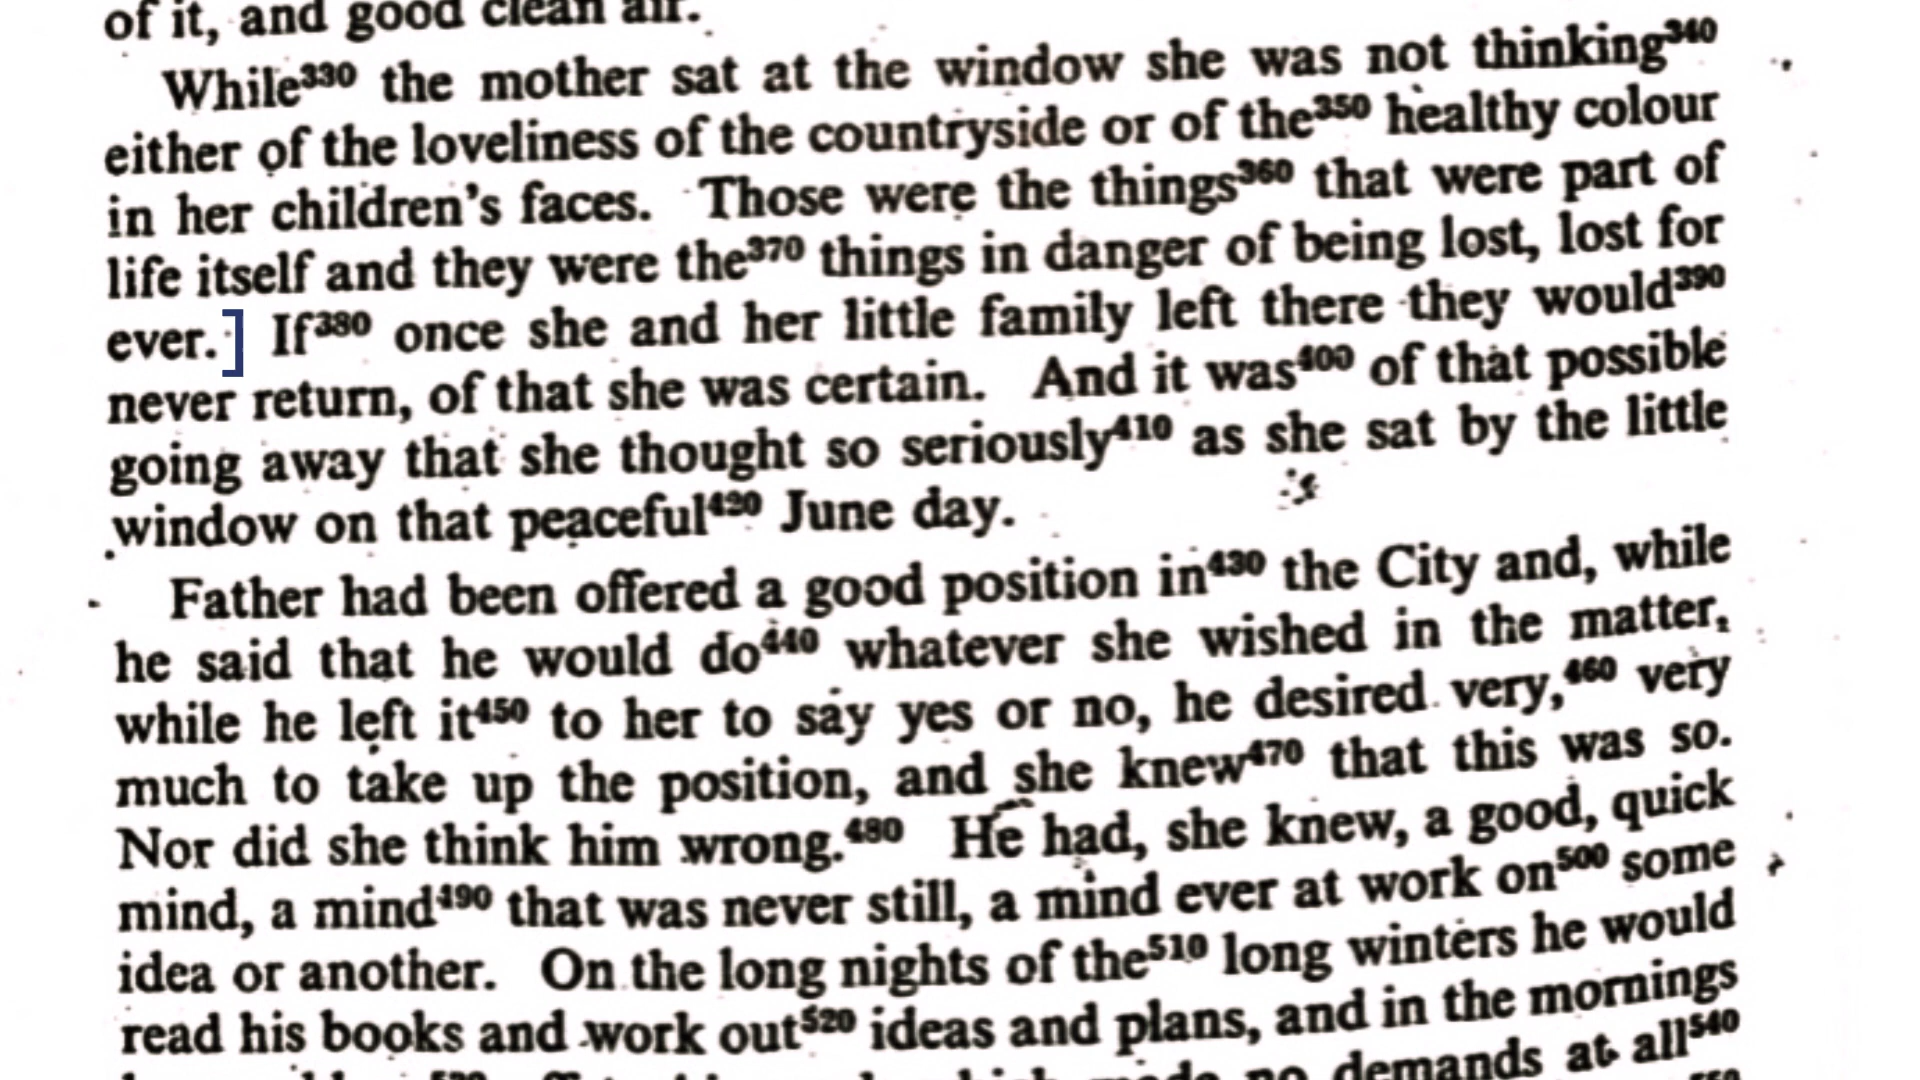 of it, and good clean air.
While³³⁰ the mother sat at the window she was not thinking³⁴⁰
either of the loveliness of the countryside or of the³⁵⁰ healthy colour
in her children's faces. Those were the things³⁶⁰ that were part of
life itself and they were the³⁷⁰ things in danger of being lost, lost for
ever.] If³⁸⁰ once she and her little family left there they would³⁹⁰
never return, of that she was certain. And it was⁴⁰⁰ of that possible
going away that she thought so seriously⁴¹⁰ as she sat by the little
window on that peaceful⁴²⁰ June day.
Father had been offered a good position in⁴³⁰ the City and, while
he said that he would do⁴⁴⁰ whatever she wished in the matter,
while he left it⁴⁵⁰ to her to say yes or no, he desired very,⁴⁶⁰ very
much to take up the position, and she knew⁴⁷⁰ that this was so.
Nor did she think him wrong.⁴⁸⁰ He had, she knew, a good, quick
mind, a mind⁴⁹⁰ that was never still, a mind ever at work on⁵⁰⁰ some
idea or another. On the long nights of the⁵¹⁰ long winters he would
read his books and work out⁵²⁰ ideas and plans, and in the mornings
made no demands at all⁵⁴⁰